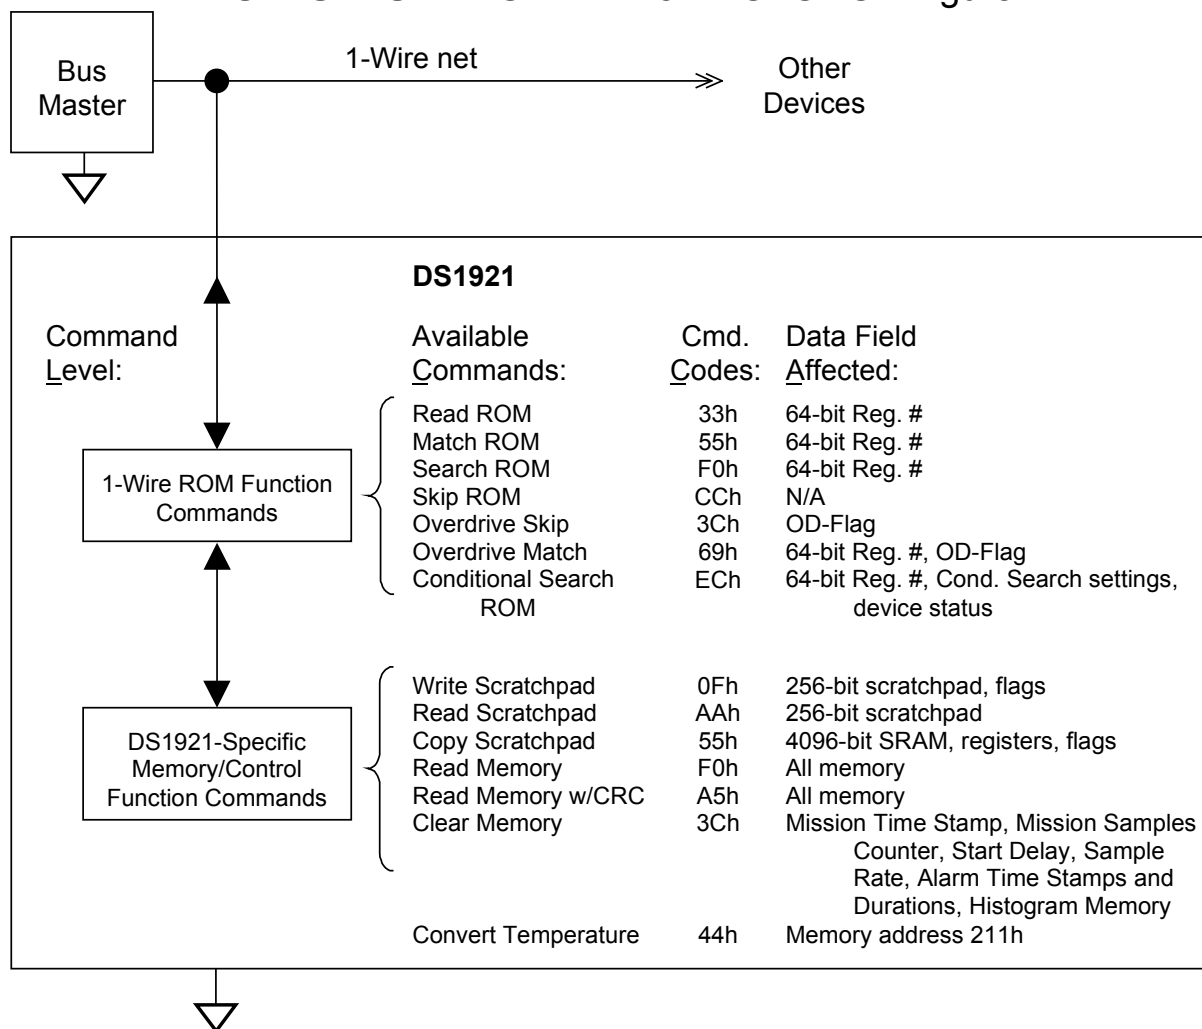 Bus
Master
1-Wire net
Other
Devices
DS1921
Command
Level:
Available
Commands:
Cmd.
Codes:
Data Field
Affected:
1-Wire ROM Function
Commands
Read ROM 33h 64-bit Reg. #
Match ROM 55h 64-bit Reg. #
Search ROM F0h 64-bit Reg. #
Skip ROM CCh N/A
Overdrive Skip 3Ch OD-Flag
Overdrive Match 69h 64-bit Reg. #, OD-Flag
Conditional Search ECh 64-bit Reg. #, Cond. Search settings,
ROM device status
DS1921-Specific
Memory/Control
Function Commands
Write Scratchpad 0Fh 256-bit scratchpad, flags
Read Scratchpad AAh 256-bit scratchpad
Copy Scratchpad 55h 4096-bit SRAM, registers, flags
Read Memory F0h All memory
Read Memory w/CRC A5h All memory
Clear Memory 3Ch Mission Time Stamp, Mission Samples
Counter, Start Delay, Sample
Rate, Alarm Time Stamps and
Durations, Histogram Memory
Convert Temperature 44h Memory address 211h